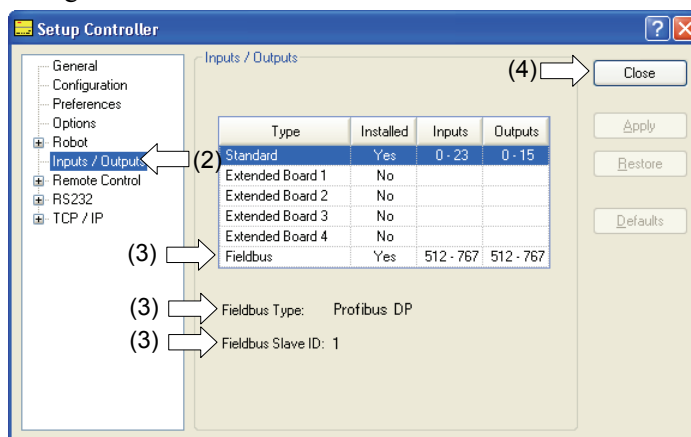 Setup Controller
General
Configuration
Preferences
Options
Robot
Inputs / Outputs
Remote Control
RS232
TCP / IP
(2)
Inputs / Outputs
Type Installed Inputs Outputs
Standard Yes 0 - 23 0 - 15
Extended Board 1 No
Extended Board 2 No
Extended Board 3 No
Extended Board 4 No
(3) Fieldbus Yes 512 - 767 512 - 767
(3) Fieldbus Type: Profibus DP
(3) Fieldbus Slave ID: 1
(4) Close
Apply
Restore
Defaults